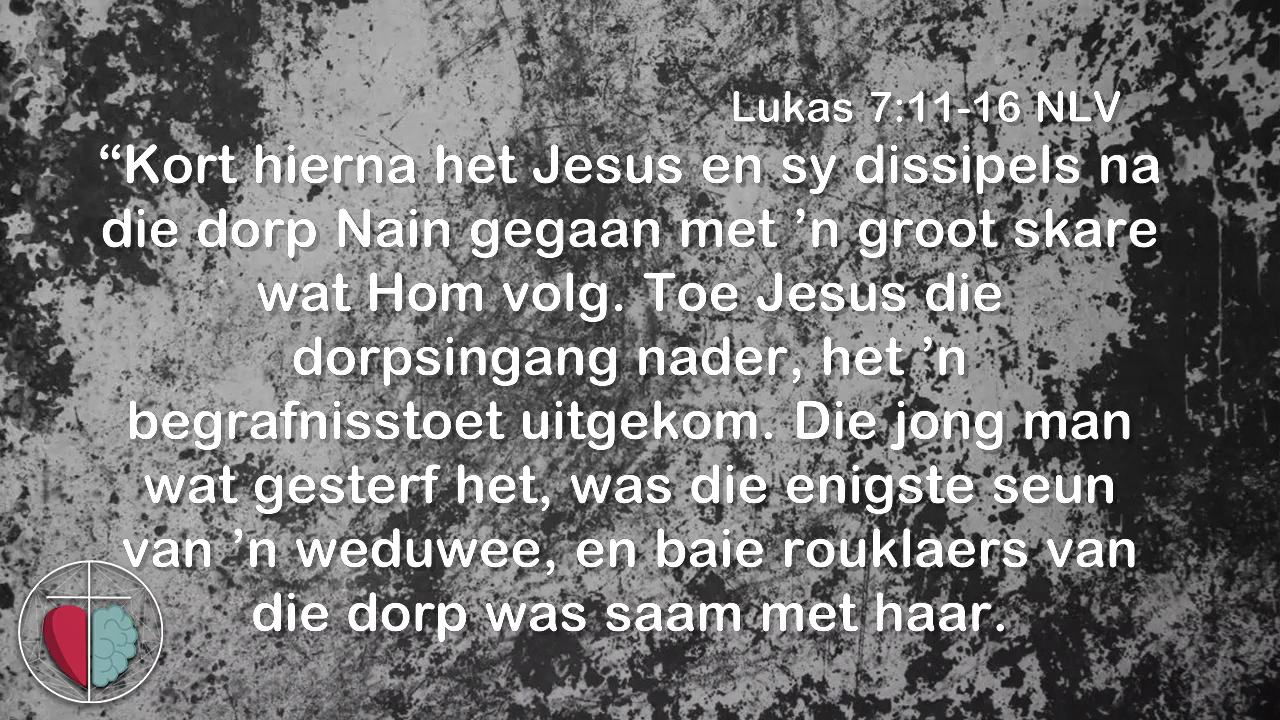 Lukas 7:11-16 NLV
“Kort hierna het Jesus en sy dissipels na
die dorp Nain gegaan met ’n groot skare
wat Hom volg. Toe Jesus die
dorpsingang nader, het ’n
begrafnisstoet uitgekom. Die jong man
wat gesterf het, was die enigste seun
van ’n weduwee, en baie rouklaers van
die dorp was saam met haar.